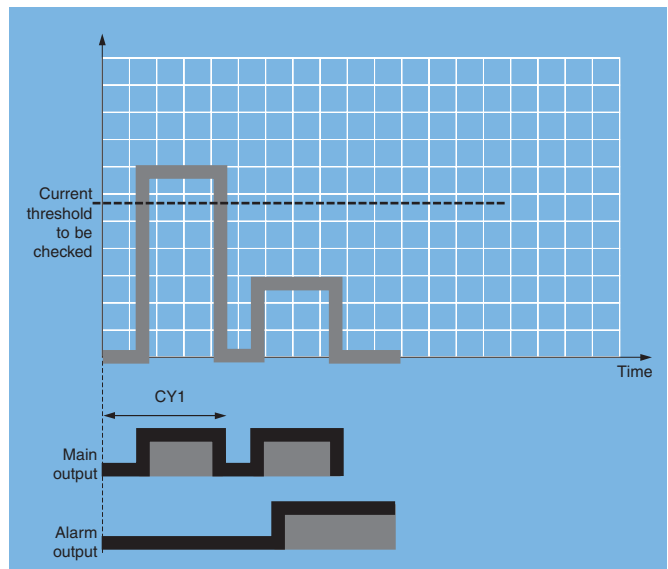 Current
threshold
to be
checked
Time
CY1
Main
output
Alarm
output